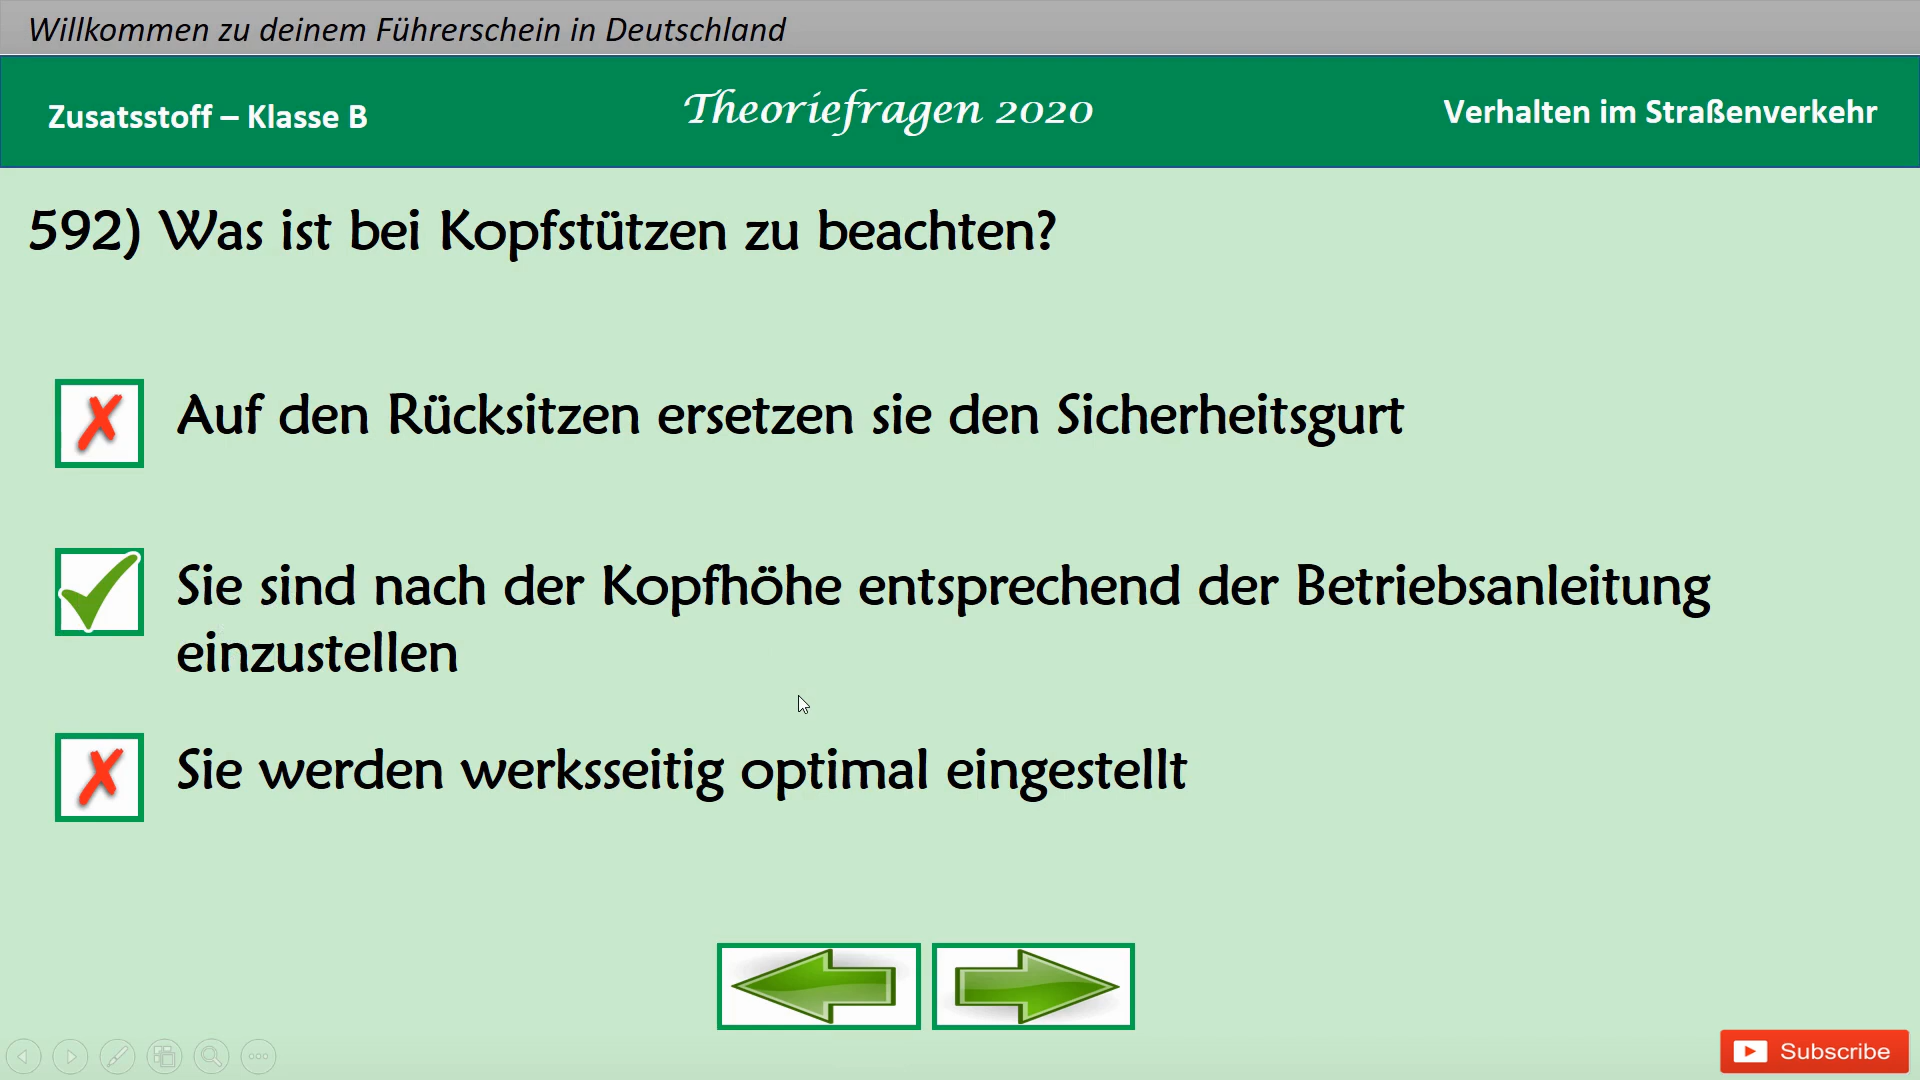 Willkommen zu deinem Führerschein in Deutschland
Zusatsstoff – Klasse B
Theoriefragen 2020
Verhalten im Straßenverkehr
592) Was ist bei Kopfstützen zu beachten?
Auf den Rücksitzen ersetzen sie den Sicherheitsgurt
Sie sind nach der Kopfhöhe entsprechend der Betriebsanleitung
einzustellen
Sie werden werksseitig optimal eingestellt
Subscribe